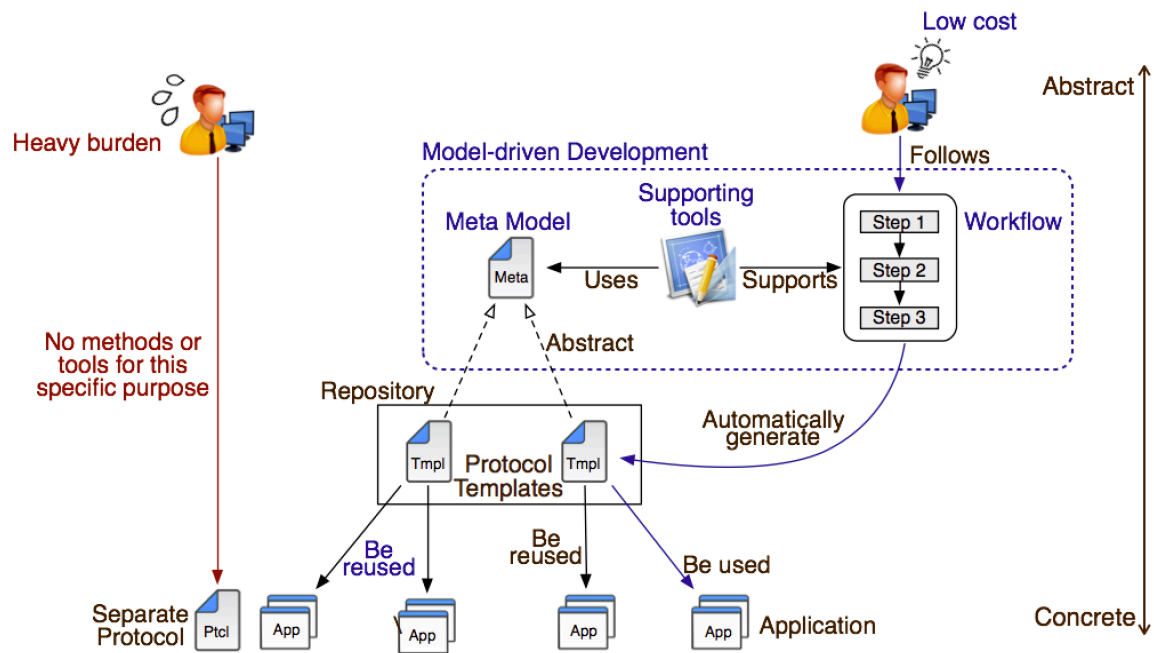 Low cost
Abstract
Heavy burden
Model-driven Development
Follows
Supporting
tools
Meta Model
Workflow
Step 1
Step 2
Step 3
Meta
Uses
Supports
No methods or
tools for this
specific purpose
Abstract
Repository
Automatically
generate
Tmpl
Tmpl
Protocol
Templates
Be
reused
Be
reused
Be used
Separate
Protocol
Ptcl
App
App
App
App
Application
Concrete